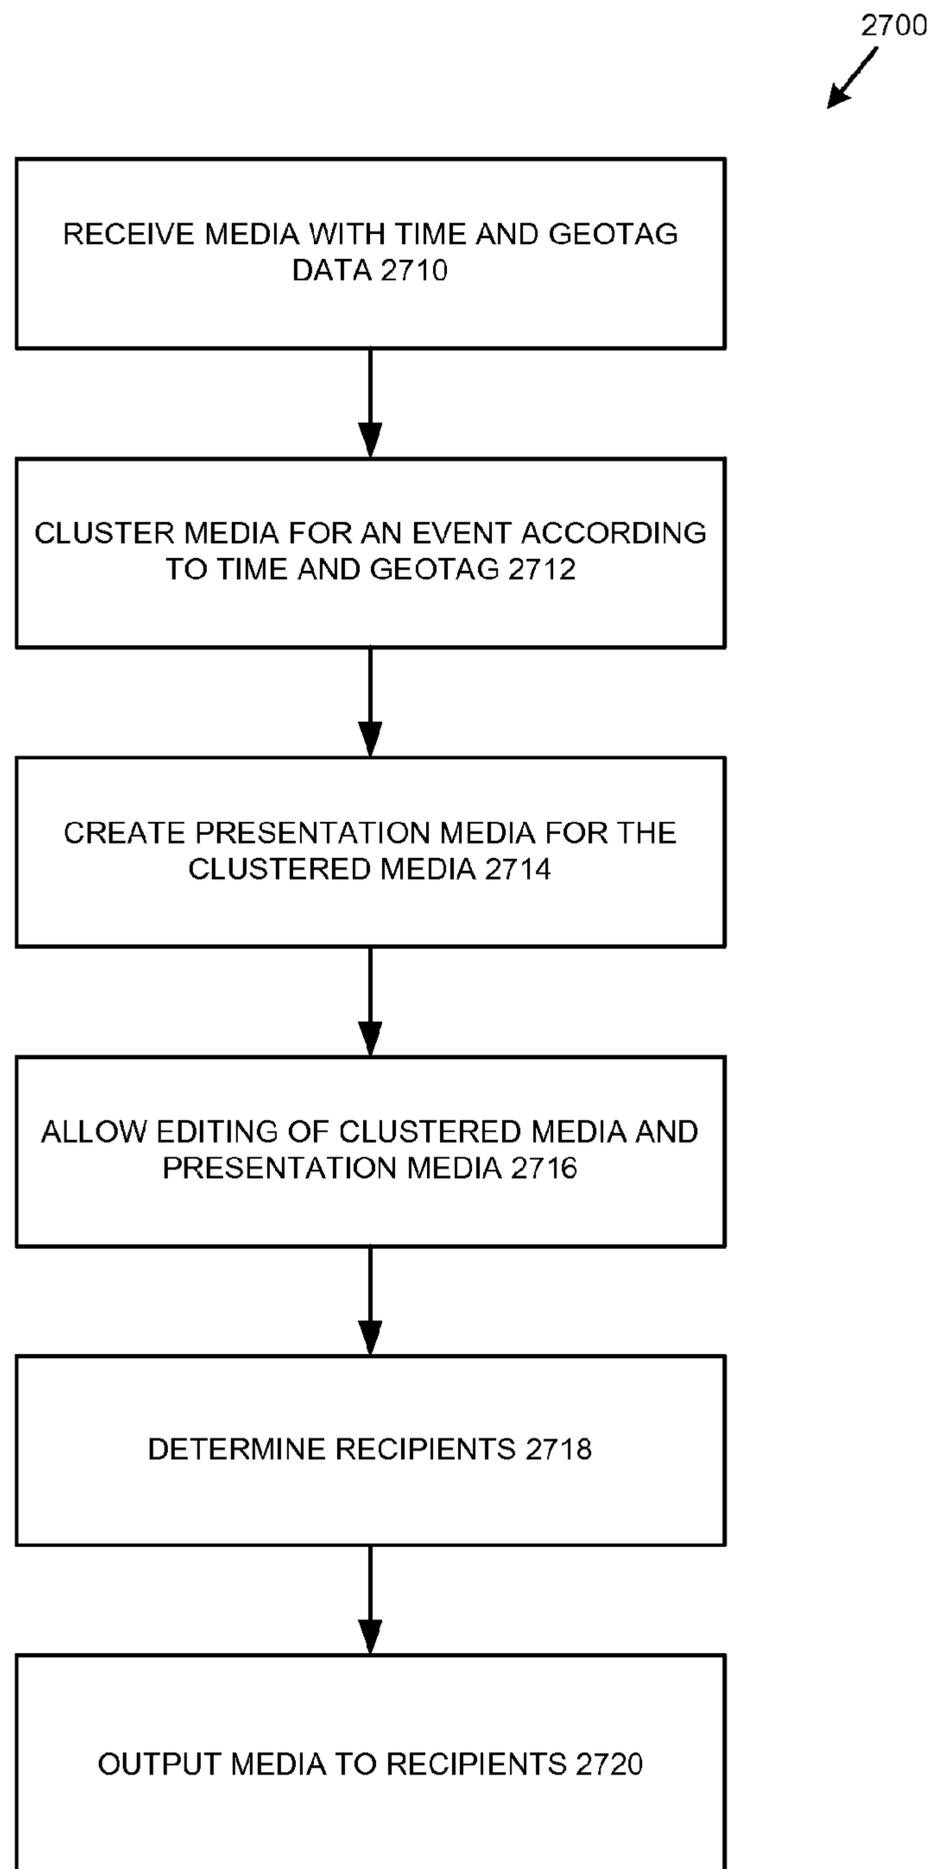 2700
RECEIVE MEDIA WITH TIME AND GEOTAG
DATA 2710
CLUSTER MEDIA FOR AN EVENT ACCORDING
TO TIME AND GEOTAG 2712
CREATE PRESENTATION MEDIA FOR THE
CLUSTERED MEDIA 2714
ALLOW EDITING OF CLUSTERED MEDIA AND
PRESENTATION MEDIA 2716
DETERMINE RECIPIENTS 2718
OUTPUT MEDIA TO RECIPIENTS 2720